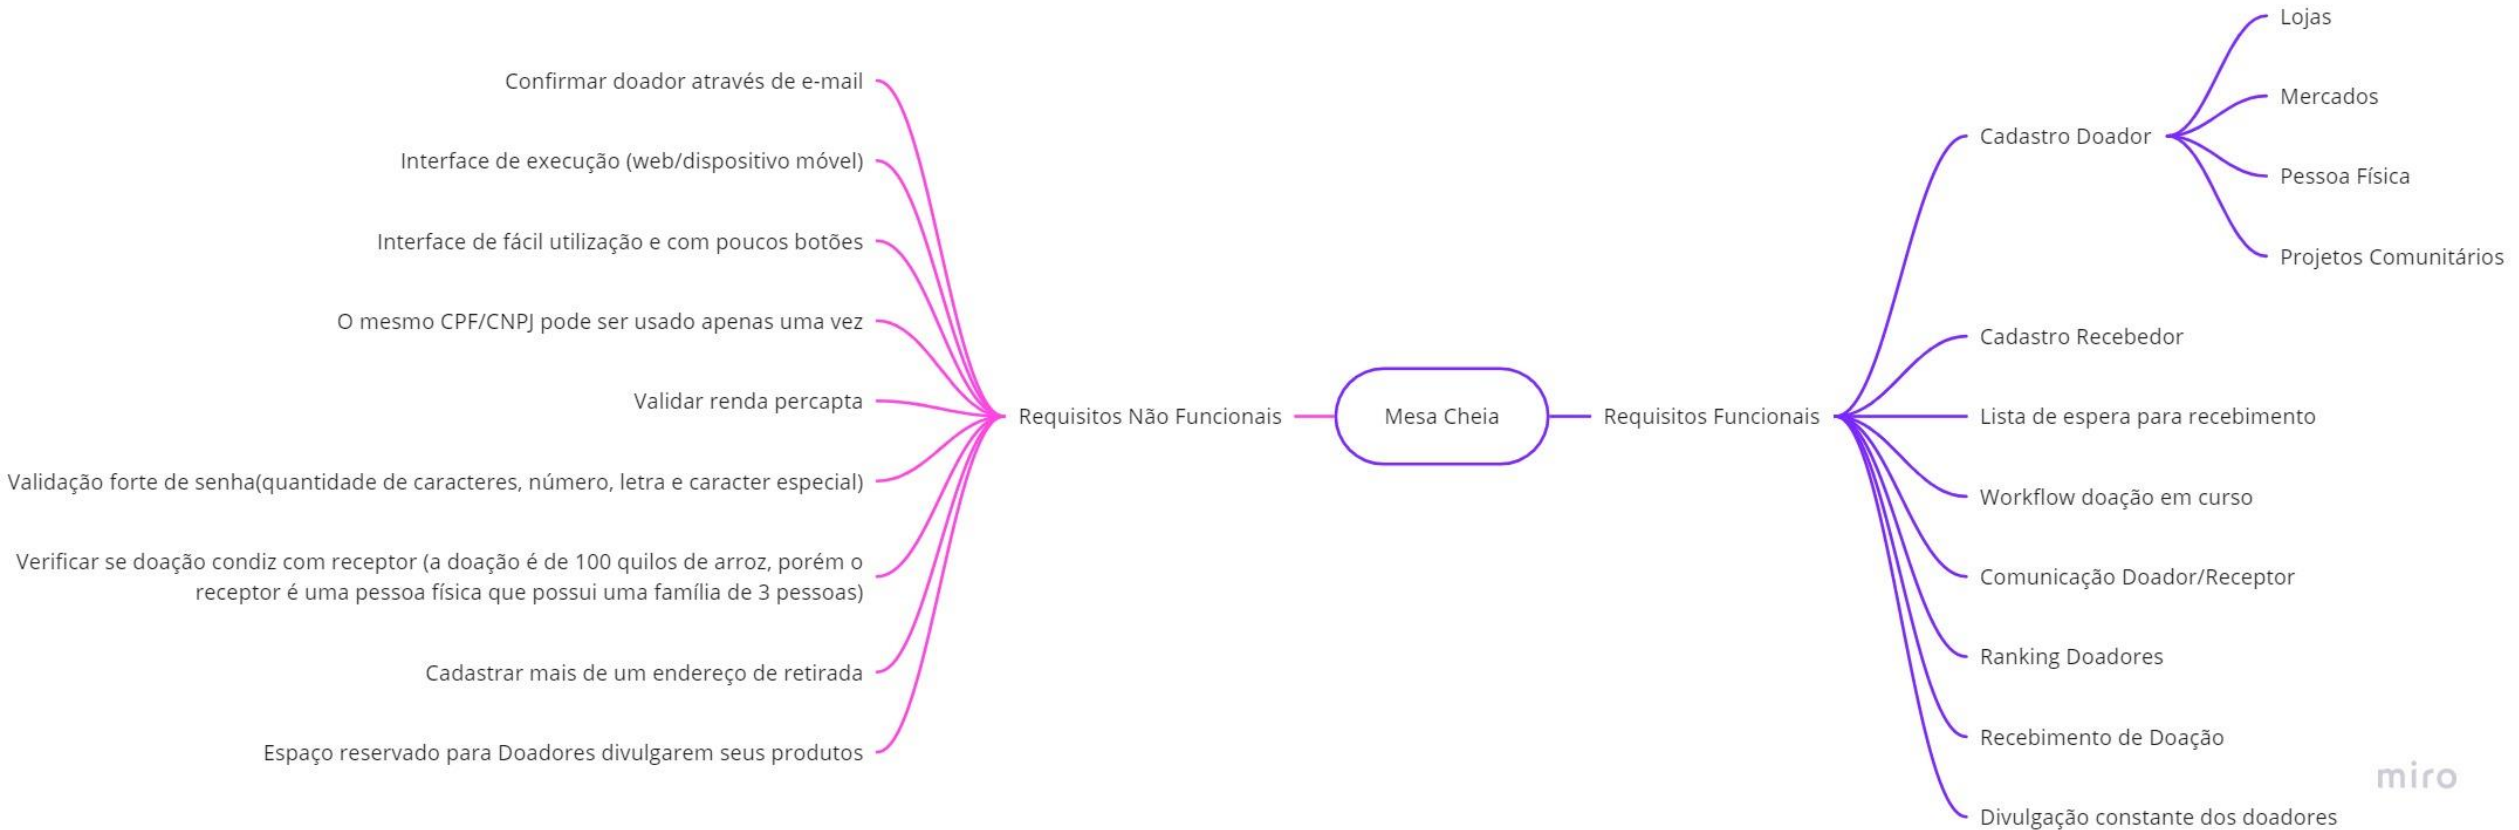 Confirmar doador através de e-mail
Interface de execução (web/dispositivo móvel)
Interface de fácil utilização e com poucos botões
O mesmo CPF/CNPJ pode ser usado apenas uma vez
Validar renda percapta
Validação forte de senha(quantidade de caracteres, número, letra e caracter especial)
Verificar se doação condiz com receptor (a doação é de 100 quilos de arroz, porém o
receptor é uma pessoa física que possui uma família de 3 pessoas)
Cadastrar mais de um endereço de retirada
Espaço reservado para Doadores divulgarem seus produtos
Requisitos Não Funcionais
Mesa Cheia
Requisitos Funcionais
Cadastro Doador
Lojas
Mercados
Pessoa Física
Projetos Comunitários
Cadastro Recebedor
Lista de espera para recebimento
Workflow doação em curso
Comunicação Doador/Receptor
Ranking Doadores
Recebimento de Doação
Divulgação constante dos doadores
miro